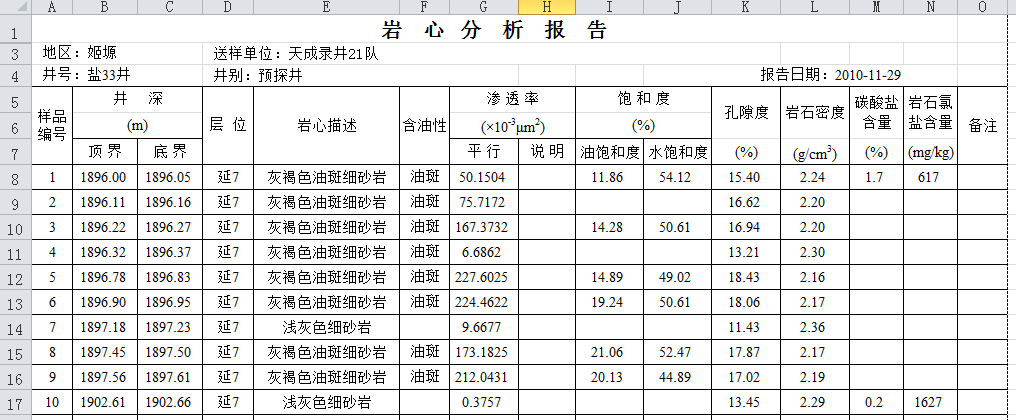 A B C D E F G H I J K L M N O
1 岩 心 分 析 报 告
3 地区：姬塬 送样单位：天成录井21队
4 井号：盐33井 井别：预探井 报告日期：2010-11-29
5 样品编号 井 深 层 位 岩心描述 含油性 渗透率 饱和度 孔隙度 岩石密度 碳酸盐含量 岩石氯盐含量 备注
6 (m) (×10-3μm2) (%)
7 顶界 底界 平行 说明 油饱和度 水饱和度 (%) (g/cm3) (%) (mg/kg)
8 1 1896.00 1896.05 延7 灰褐色油斑细砂岩 油斑 50.1504 11.86 54.12 15.40 2.24 1.7 617
9 2 1896.11 1896.16 延7 灰褐色油斑细砂岩 油斑 75.7172 16.62 2.20
10 3 1896.22 1896.27 延7 灰褐色油斑细砂岩 油斑 167.3732 14.28 50.61 16.94 2.20
11 4 1896.32 1896.37 延7 灰褐色油斑细砂岩 油斑 6.6862 13.21 2.30
12 5 1896.78 1896.83 延7 灰褐色油斑细砂岩 油斑 227.6025 14.89 49.02 18.43 2.16
13 6 1896.90 1896.95 延7 灰褐色油斑细砂岩 油斑 224.4622 19.24 50.61 18.06 2.17
14 7 1897.18 1897.23 延7 浅灰色细砂岩 9.6677 11.43 2.36
15 8 1897.45 1897.50 延7 灰褐色油斑细砂岩 油斑 173.1825 21.06 52.47 17.87 2.17
16 9 1897.56 1897.61 延7 灰褐色油斑细砂岩 油斑 212.0431 20.13 44.89 17.02 2.19
17 10 1902.61 1902.66 延7 浅灰色细砂岩 0.3757 13.45 2.29 0.2 1627